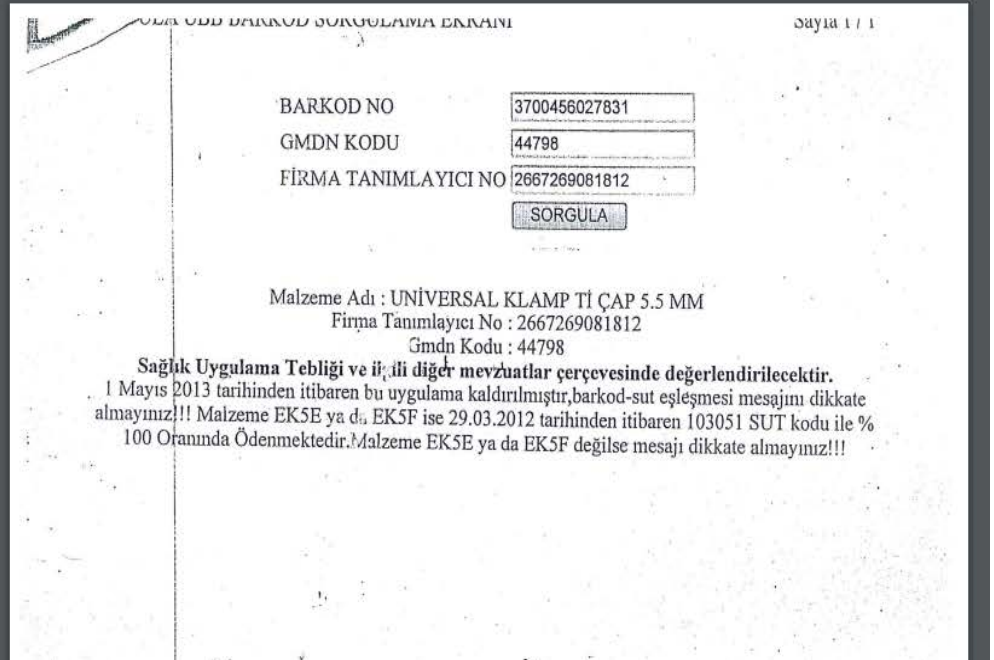 ULA UBB BARKOD SORGULAMA EKRANI
Sayfa 1 / 1
BARKOD NO 3700456027831
GMDN KODU 44798
FİRMA TANIMLAYICI NO 2667269081812
SORGULA
Malzeme Adı : UNİVERSAL KLAMP Tİ ÇAP 5.5 MM
Firma Tanımlayıcı No : 2667269081812
Gmdn Kodu : 44798
Sağlık Uygulama Tebliği ve ilgili diğer mevzuatlar çerçevesinde değerlendirilecektir.
1 Mayıs 2013 tarihinden itibaren bu uygulama kaldırılmıştır,barkod-sut eşleşmesi mesajını dikkate
almayınız!!! Malzeme EK5E ya da EK5F ise 29.03.2012 tarihinden itibaren 103051 SUT kodu ile %
100 Oranında Ödenmektedir.Malzeme EK5E ya da EK5F değilse mesajı dikkate almayınız!!!